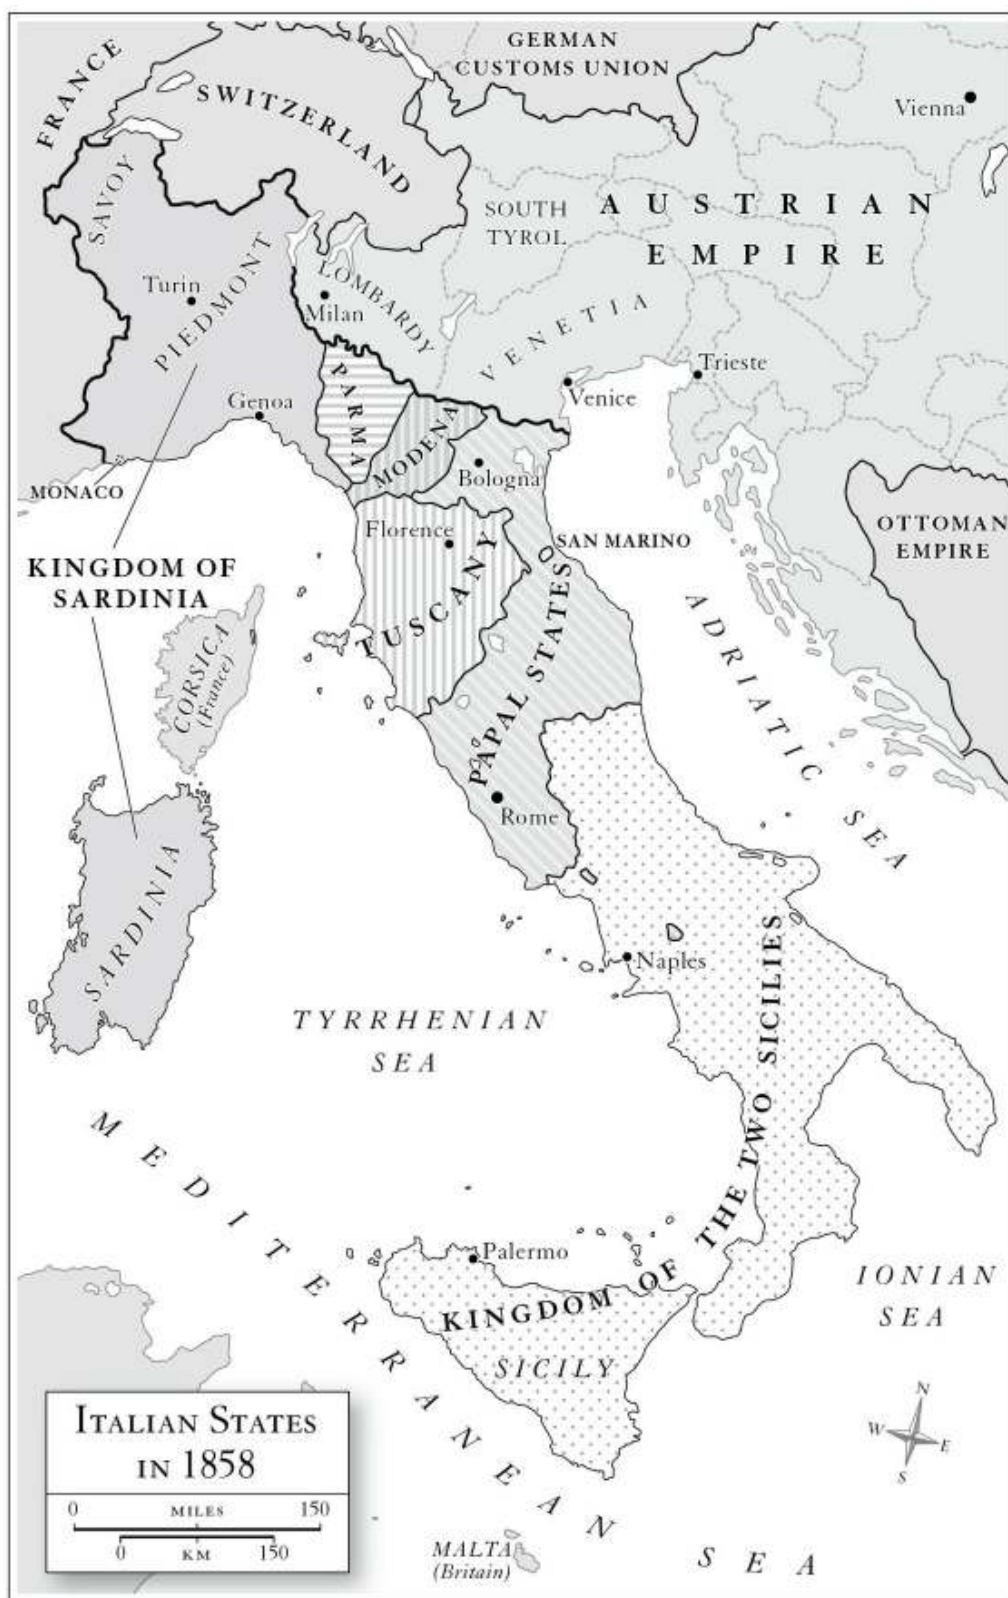 GERMAN
CUSTOMS UNION
FRANCE
SWITZERLAND
Vienna
SAVOY
SOUTH
TYROL
AUSTRIAN
EMPIRE
Turin
PIEDMONT
LOMBARDY
Milan
VENETIA
Trieste
Venice
Genoa
PARMA
MODENA
Bologna
MONACO
Florence
SAN MARINO
OTTOMAN
EMPIRE
KINGDOM OF
SARDINIA
TUSCANY
CORSICA
(France)
PAPAL STATES
ADRIATIC SEA
Rome
SARDINIA
Naples
TYRRHENIAN
SEA
KINGDOM OF THE TWO SICILIES
MEDITERRANEAN SEA
Palermo
SICILY
IONIAN
SEA
N
W E
S
ITALIAN STATES
IN 1858
0 MILES 150
0 KM 150
MALTA
(Britain)